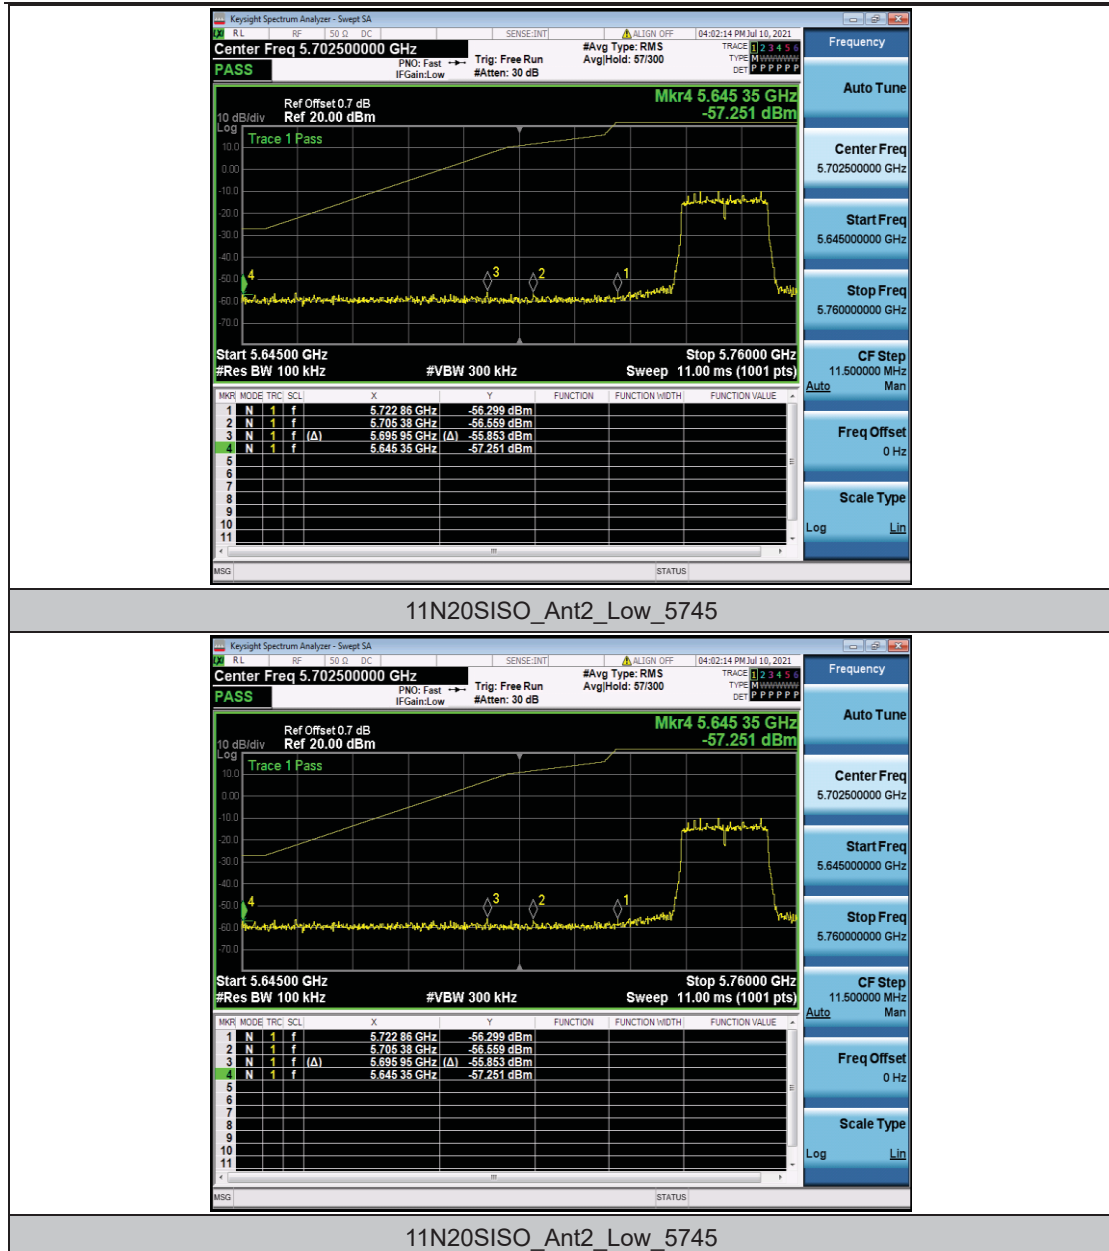 Keysight Spectrum Analyzer - Swept SA
LXI RL RF 50 Ω DC SENSE:INT ALIGN OFF 04:02:14 PM Jul 10, 2021
Center Freq 5.702500000 GHz #Avg Type: RMS TRACE 1 2 3 4 5 6
PASS PNO: Fast Trig: Free Run Avg|Hold: 57/300 TYPE M WWWWW
IFGain:Low #Atten: 30 dB DET P P P P P P
Mkr4 5.645 35 GHz
Ref Offset 0.7 dB
10 dB/div Ref 20.00 dBm -57.251 dBm
Log
Trace 1 Pass
10.0
0.00
-10.0
-20.0
-30.0
-40.0
-50.0
-60.0
-70.0
4 3 2 1
Start 5.64500 GHz Stop 5.76000 GHz
#Res BW 100 kHz #VBW 300 kHz Sweep 11.00 ms (1001 pts)
MKR MODE TRC SCL X Y FUNCTION FUNCTION WIDTH FUNCTION VALUE
1 N 1 f 5.722 86 GHz -56.299 dBm
2 N 1 f 5.705 38 GHz -56.559 dBm
3 N 1 f (Δ) 5.695 95 GHz (Δ) -55.853 dBm
4 N 1 f 5.645 35 GHz -57.251 dBm
5
6
7
8
9
10
11
MSG STATUS
Frequency
Auto Tune
Center Freq
5.702500000 GHz
Start Freq
5.645000000 GHz
Stop Freq
5.760000000 GHz
CF Step
11.500000 MHz
Auto Man
Freq Offset
0 Hz
Scale Type
Log Lin
11N20SISO_Ant2_Low_5745
Keysight Spectrum Analyzer - Swept SA
LXI RL RF 50 Ω DC SENSE:INT ALIGN OFF 04:02:14 PM Jul 10, 2021
Center Freq 5.702500000 GHz #Avg Type: RMS TRACE 1 2 3 4 5 6
PASS PNO: Fast Trig: Free Run Avg|Hold: 57/300 TYPE M WWWWW
IFGain:Low #Atten: 30 dB DET P P P P P P
Mkr4 5.645 35 GHz
Ref Offset 0.7 dB
10 dB/div Ref 20.00 dBm -57.251 dBm
Log
Trace 1 Pass
10.0
0.00
-10.0
-20.0
-30.0
-40.0
-50.0
-60.0
-70.0
4 3 2 1
Start 5.64500 GHz Stop 5.76000 GHz
#Res BW 100 kHz #VBW 300 kHz Sweep 11.00 ms (1001 pts)
MKR MODE TRC SCL X Y FUNCTION FUNCTION WIDTH FUNCTION VALUE
1 N 1 f 5.722 86 GHz -56.299 dBm
2 N 1 f 5.705 38 GHz -56.559 dBm
3 N 1 f (Δ) 5.695 95 GHz (Δ) -55.853 dBm
4 N 1 f 5.645 35 GHz -57.251 dBm
5
6
7
8
9
10
11
MSG STATUS
Frequency
Auto Tune
Center Freq
5.702500000 GHz
Start Freq
5.645000000 GHz
Stop Freq
5.760000000 GHz
CF Step
11.500000 MHz
Auto Man
Freq Offset
0 Hz
Scale Type
Log Lin
11N20SISO_Ant2_Low_5745